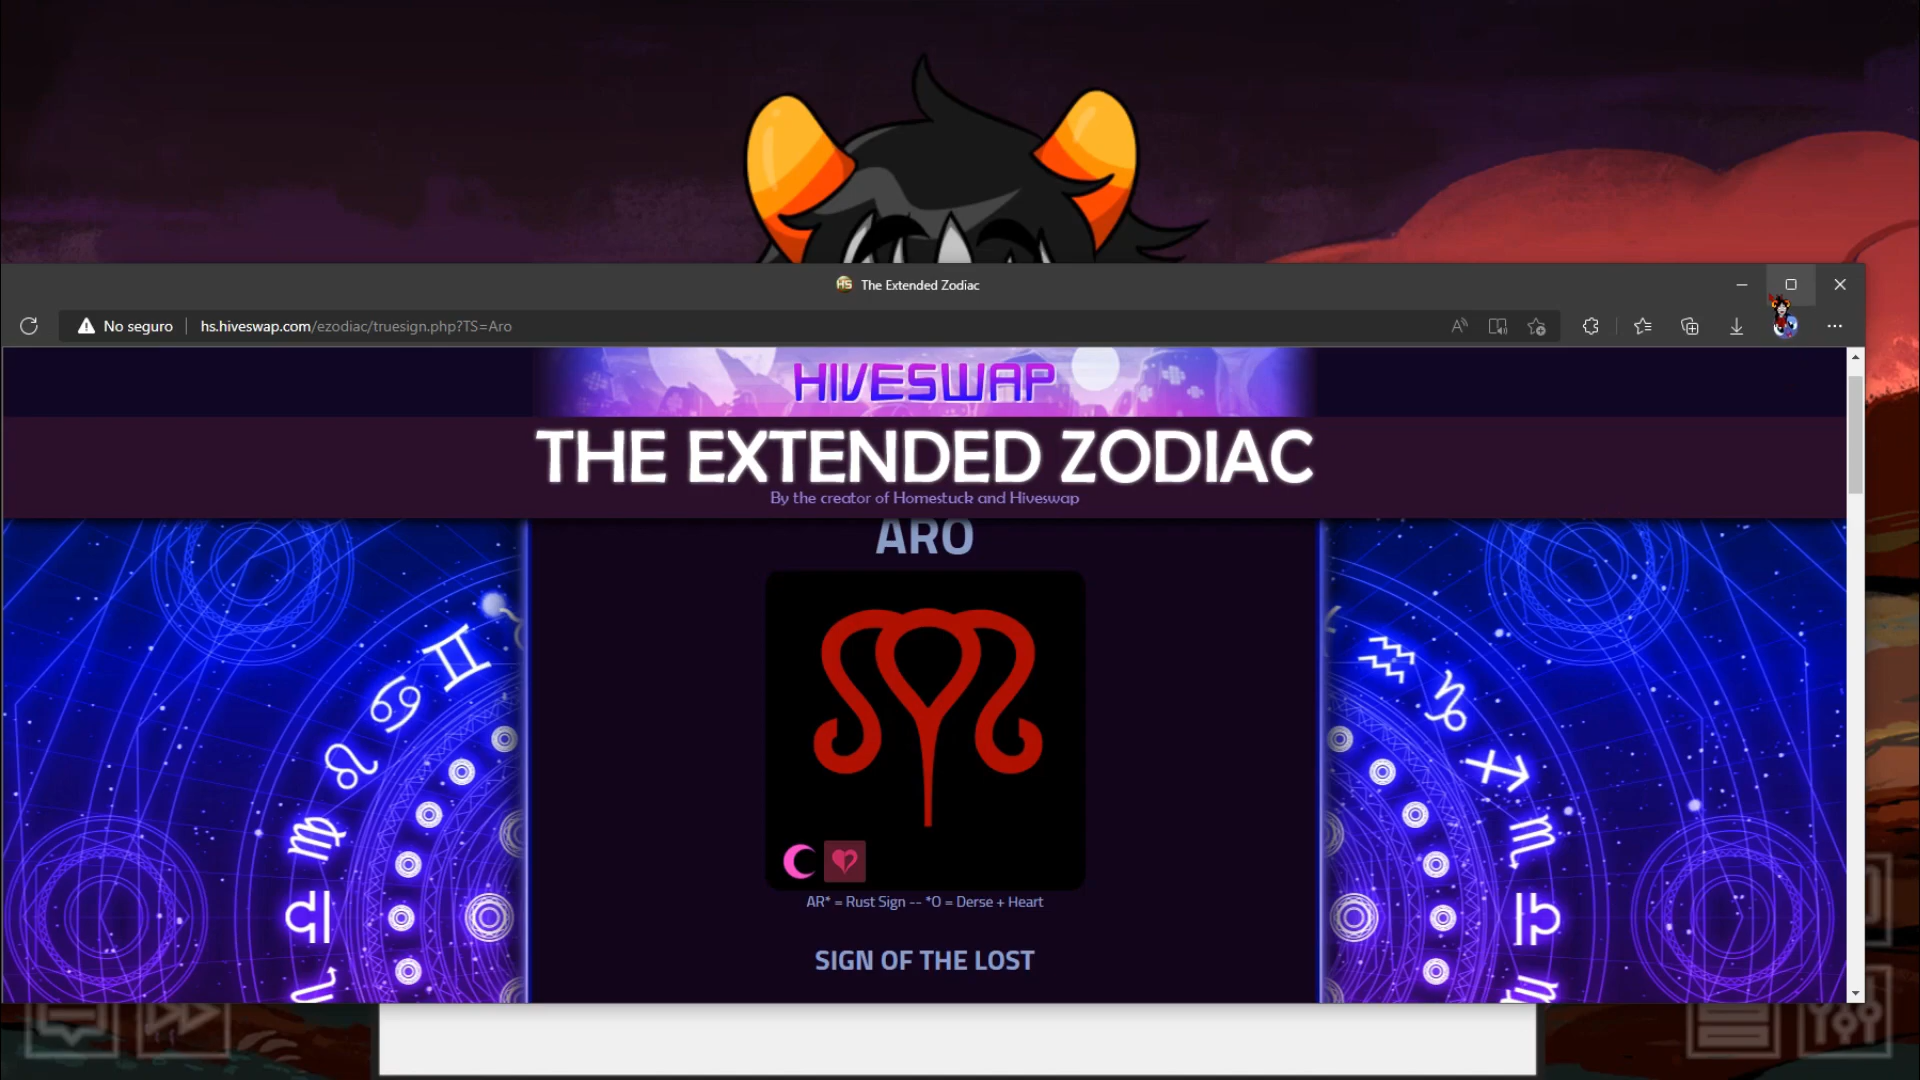 The Extended Zodiac
No seguro hs.hiveswap.com/ezodiac/truesign.php?TS=Aro
HIVESWAP
THE EXTENDED ZODIAC
By the creator of Homestuck and Hiveswap
ARO
AR* = Rust Sign -- *O = Derse + Heart
SIGN OF THE LOST